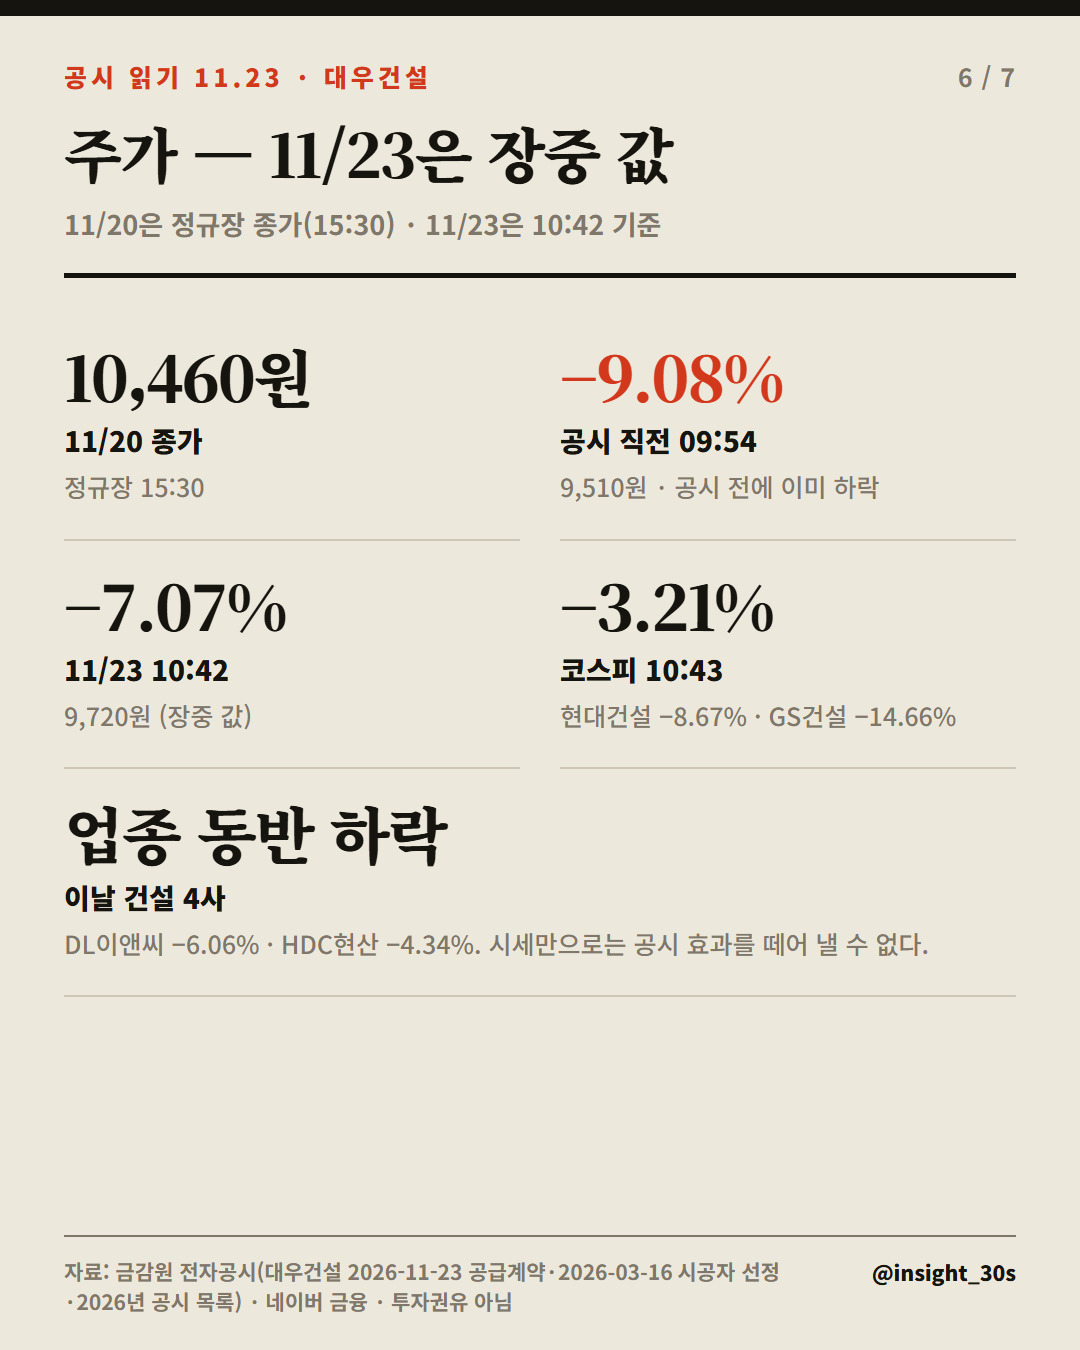 공시 읽기 11.23 · 대우건설
6 / 7
주가 — 11/23은 장중 값
11/20은 정규장 종가(15:30) · 11/23은 10:42 기준
10,460원
11/20 종가
정규장 15:30
−9.08%
공시 직전 09:54
9,510원 · 공시 전에 이미 하락
−7.07%
11/23 10:42
9,720원 (장중 값)
−3.21%
코스피 10:43
현대건설 −8.67% · GS건설 −14.66%
업종 동반 하락
이날 건설 4사
DL이앤씨 −6.06% · HDC현산 −4.34%. 시세만으로는 공시 효과를 떼어 낼 수 없다.
자료: 금감원 전자공시(대우건설 2026-11-23 공급계약·2026-03-16 시공자 선정
·2026년 공시 목록) · 네이버 금융 · 투자권유 아님
@insight_30s